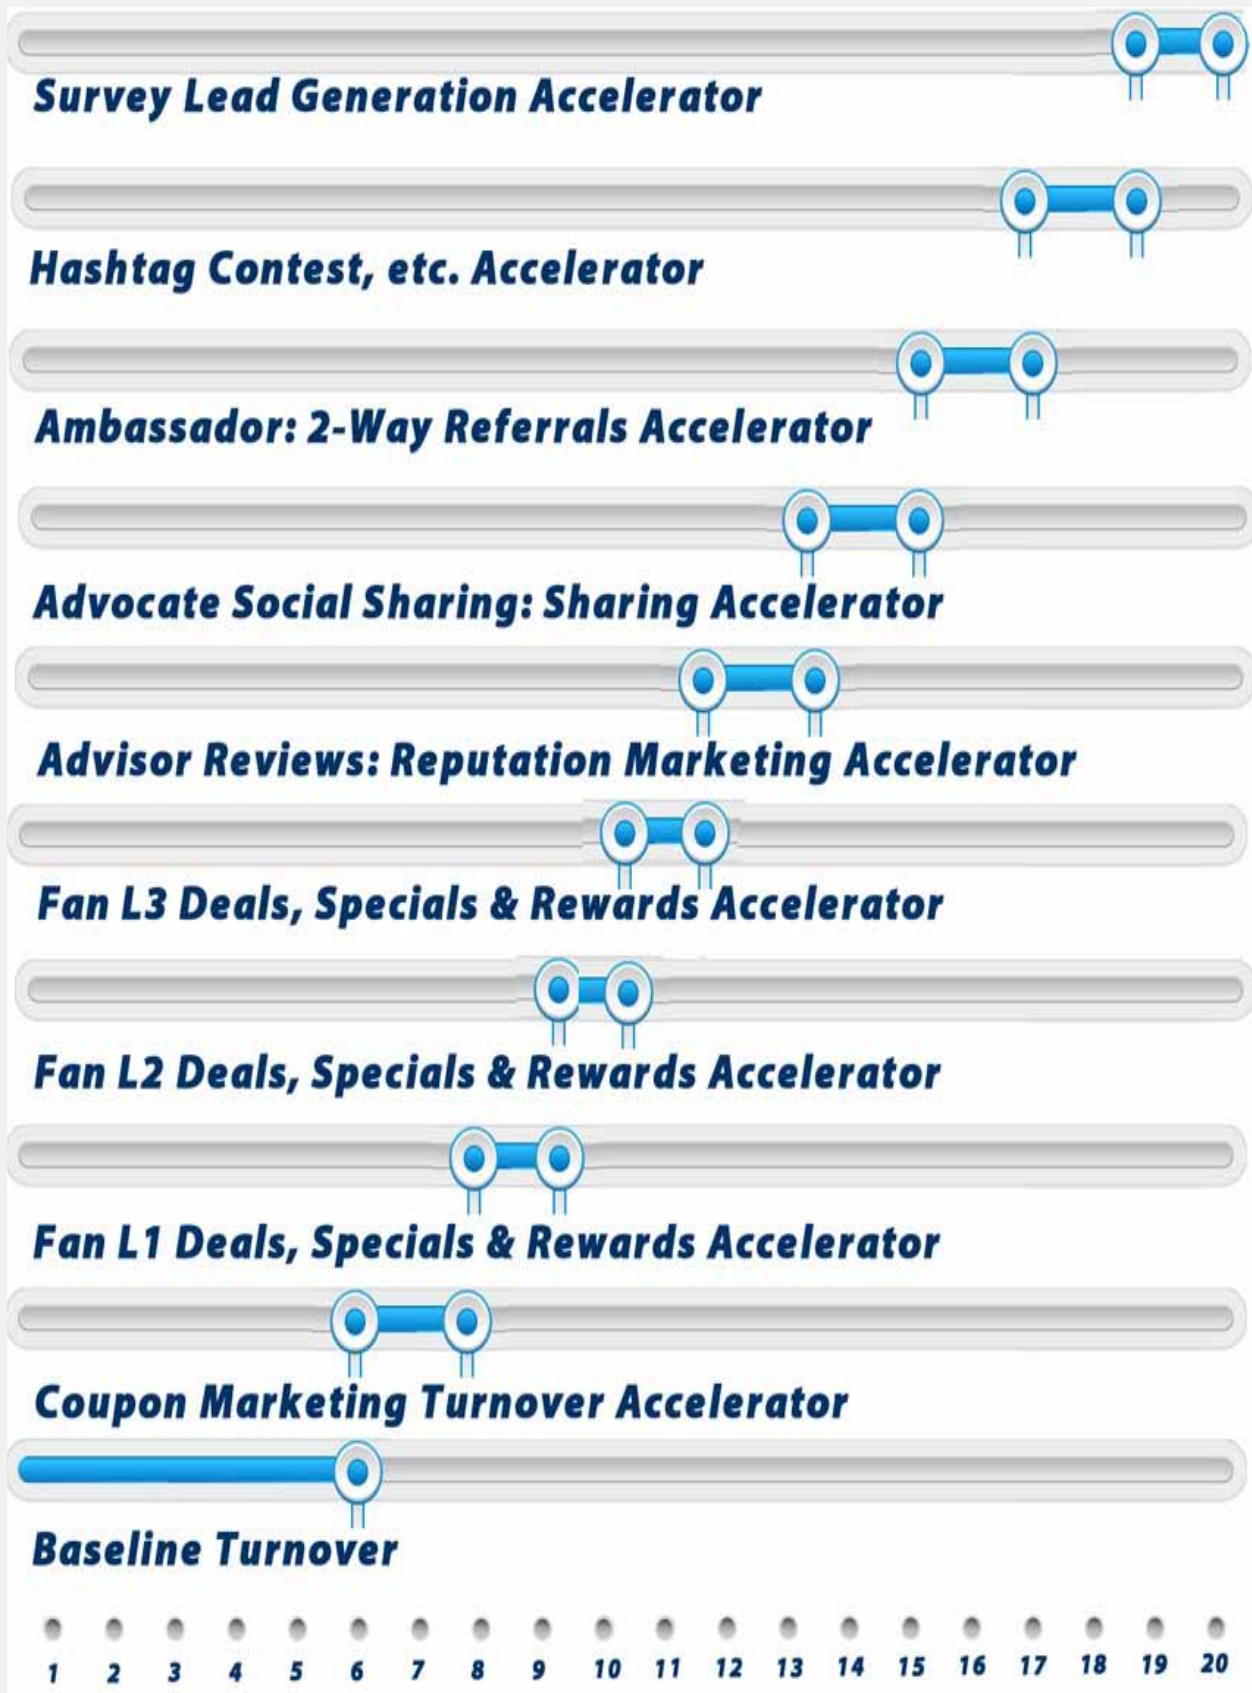 Survey Lead Generation Accelerator
Hashtag Contest, etc. Accelerator
Ambassador: 2-Way Referrals Accelerator
Advocate Social Sharing: Sharing Accelerator
Advisor Reviews: Reputation Marketing Accelerator
Fan L3 Deals, Specials & Rewards Accelerator
Fan L2 Deals, Specials & Rewards Accelerator
Fan L1 Deals, Specials & Rewards Accelerator
Coupon Marketing Turnover Accelerator
Baseline Turnover
1 2 3 4 5 6 7 8 9 10 11 12 13 14 15 16 17 18 19 20